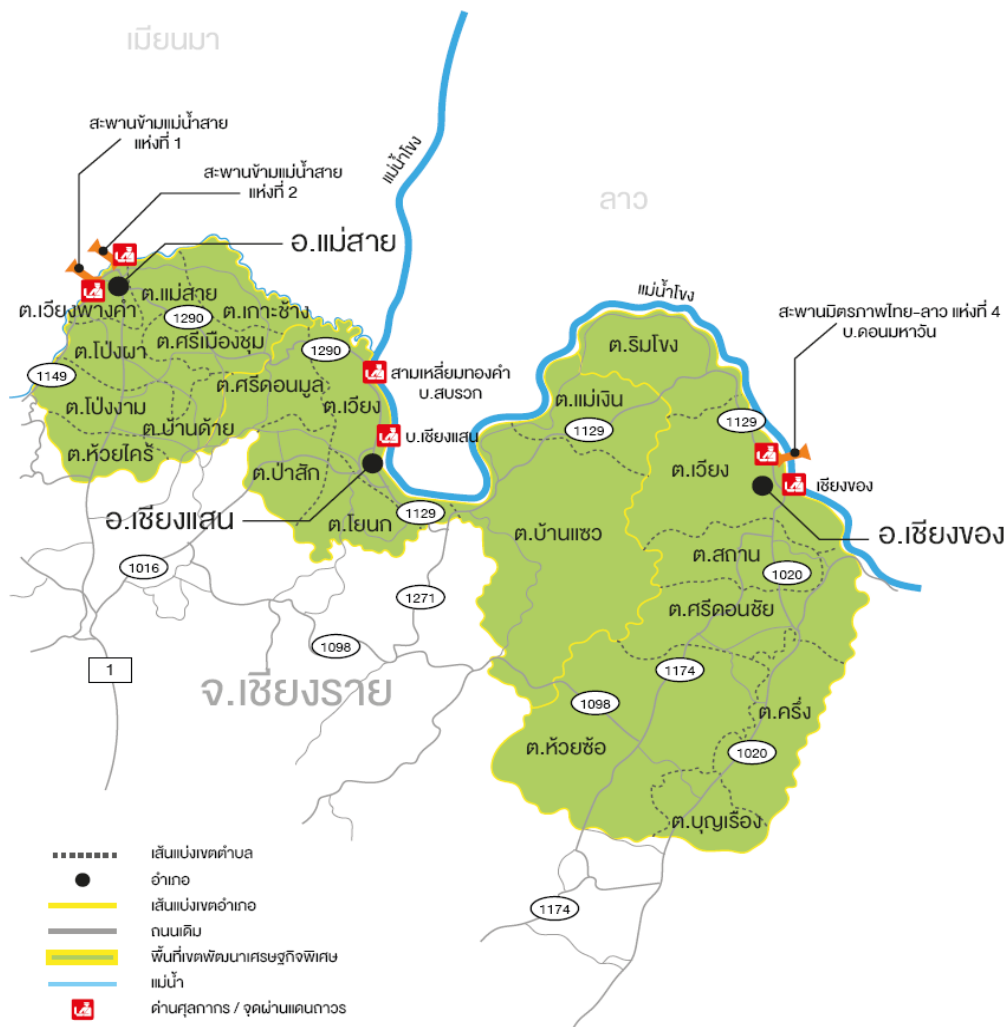 เมียนมา
สะพานข้ามแม่น้ำสาย
แห่งที่ 1
สะพานข้ามแม่น้ำสาย
แห่งที่ 2
แม่น้ำโขง
ลาว
อ.แม่สาย
แม่น้ำโขง
สะพานมิตรภาพไทย-ลาว แห่งที่ 4
บ.ดอนมหาวัน
ต.เวียงพางคำ
ต.แม่สาย
ต.เกาะช้าง
1290
ต.ศรีเมืองชุม
ต.โป่งผา
1290
1149
ต.ริมโขง
สามเหลี่ยมทองคำ
บ.สบรวก
ต.ศรีดอนมูล
ต.เวียง
ต.แม่เงิน
ต.โป่งงาม
ต.บ้านด้าย
1129
1129
บ.เชียงแสน
ต.ห้วยไคร้
ต.ป่าสัก
ต.เวียง
เชียงของ
อ.เชียงแสน
ต.โยนก
1129
ต.บ้านแซว
อ.เชียงของ
ต.สถาน
1016
1020
1271
ต.ศรีดอนชัย
1098
1
1174
จ.เชียงราย
1098
ต.ครึ่ง
ต.ห้วยซ้อ
1020
ต.บุญเรือง
1174
เส้นแบ่งเขตตำบล
อำเภอ
เส้นแบ่งเขตอำเภอ
ถนนเดิม
พื้นที่เขตพัฒนาเศรษฐกิจพิเศษ
แม่น้ำ
ด่านศุลกากร / จุดผ่านแดนถาวร